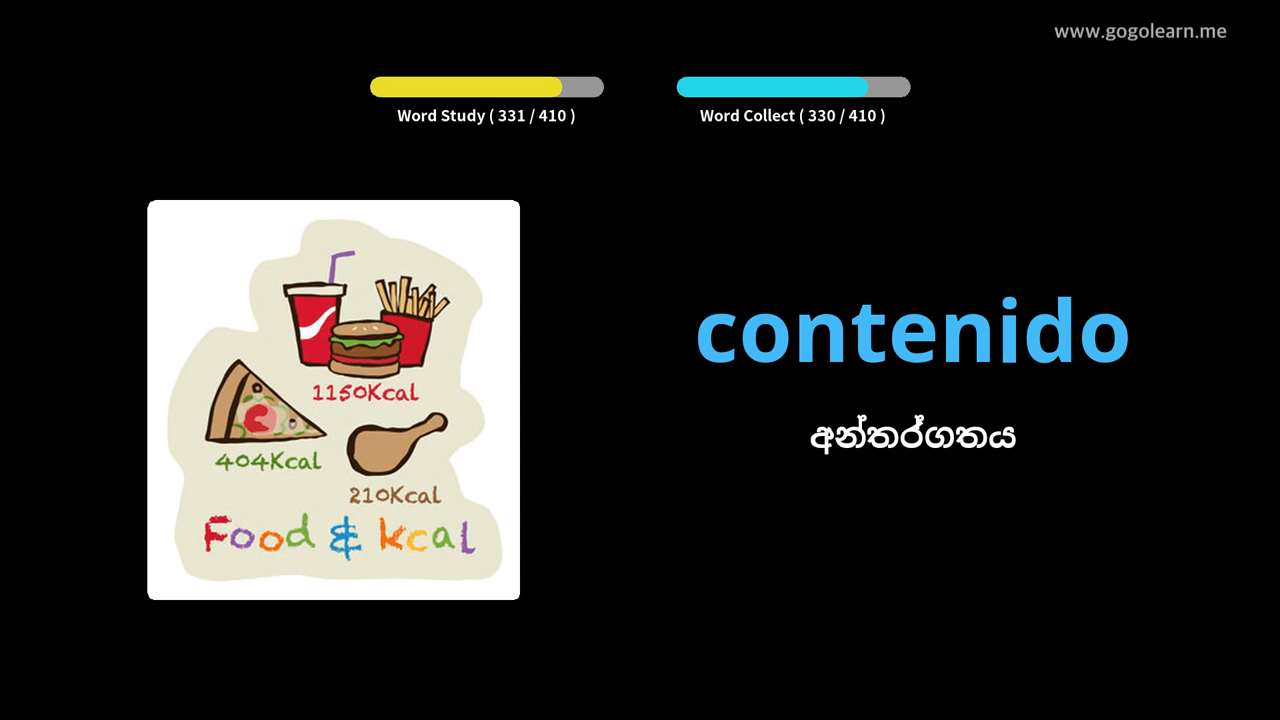 www.gogolearn.me
Word Study ( 331 / 410 )
Word Collect ( 330 / 410 )
1150Kcal
404Kcal
210Kcal
Food & kcal
contenido
අන්තර්ගතය